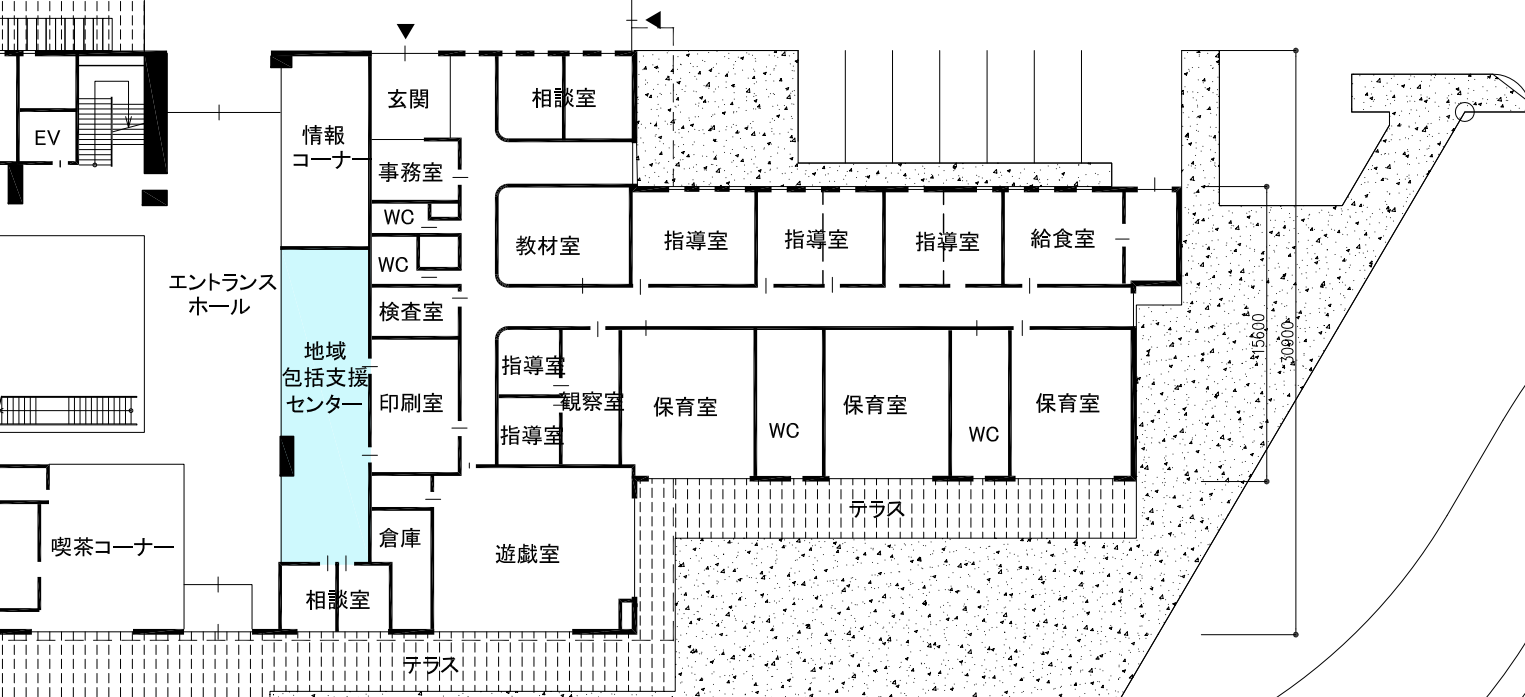 玄関
相談室
EV
情報
コーナー
事務室
WC
教材室
指導室
指導室
指導室
給食室
WC
エントランス
ホール
検査室
地域
包括支援
センター
指導室
印刷室
観察室
保育室
保育室
保育室
指導室
WC
WC
15600
30000
テラス
喫茶コーナー
倉庫
遊戯室
相談室
テラス